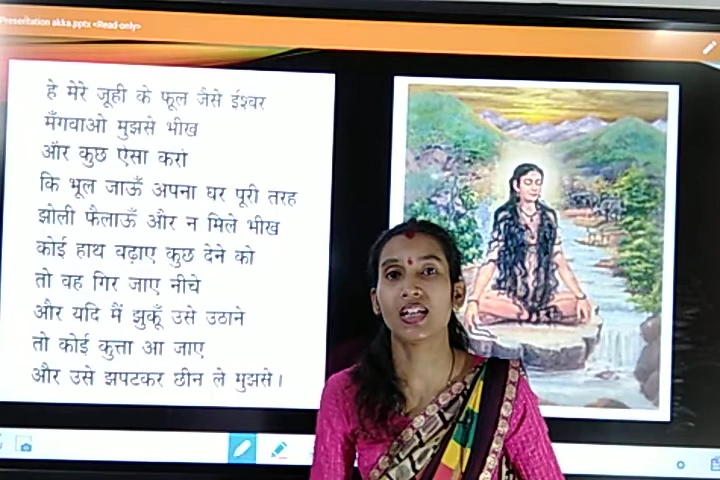 Presentation akka.pptx <Read-only>
हे मेरे जूही के फूल जैसे ईश्वर
मँगवाओ मुझसे भीख
और कुछ ऐसा करो
कि भूल जाऊँ अपना घर पूरी तरह
झोली फैलाऊँ और न मिले भीख
कोई हाथ बढ़ाए कुछ देने को
तो वह गिर जाए नीचे
और यदि मैं झुकूँ उसे उठाने
तो कोई कुत्ता आ जाए
और उसे झपटकर छीन ले मुझसे।